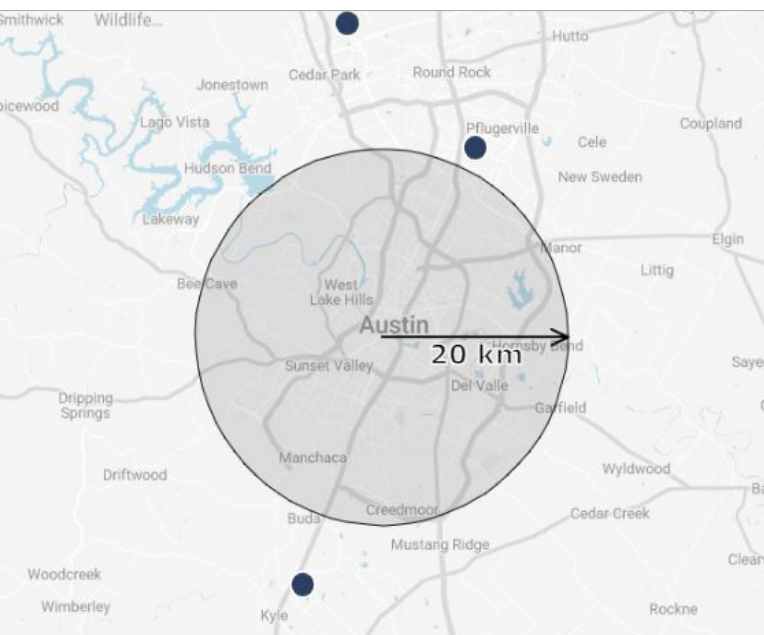 Smithwick
Wildlife...
Hutto
Cedar Park
Round Rock
Jonestown
Lago Vista
Pflugerville
Coupland
Cele
Hudson Bend
New Sweden
Lakeway
Manor
Elgin
Littig
Bee Cave
West
Lake Hills
Austin
20 km
Hornsby Bend
Sunset Valley
Del Valle
Dripping
Springs
Garfield
Manchaca
Driftwood
Wyldwood
Creedmoor
Buda
Cedar Creek
Mustang Ridge
Woodcreek
Wimberley
Kyle
Rockne